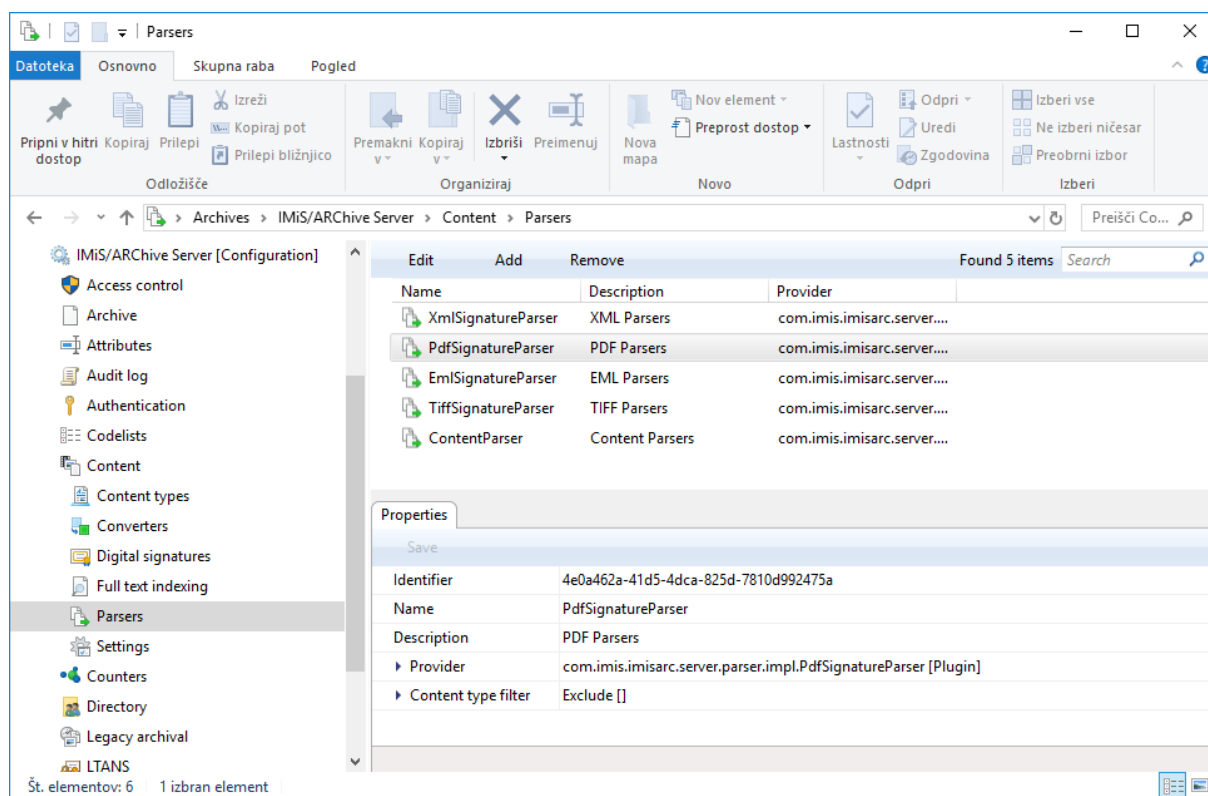 Parsers
Datoteka Osnovno Skupna raba Pogled
Pripni v hitri dostop
Kopiraj
Prilepi
Izreži
Kopiraj pot
Prilepi bližnjico
Odložišče
Premakni v
Kopiraj v
Izbriši
Preimenuj
Organiziraj
Nova mapa
Nov element
Preprost dostop
Novo
Lastnosti
Odpri
Uredi
Zgodovina
Odpri
Izberi vse
Ne izberi ničesar
Preobrni izbor
Izberi
Archives > IMiS/ARChive Server > Content > Parsers
Preišči Co...
IMiS/ARChive Server [Configuration]
Access control
Archive
Attributes
Audit log
Authentication
Codelists
Content
Content types
Converters
Digital signatures
Full text indexing
Parsers
Settings
Counters
Directory
Legacy archival
LTANS
Edit Add Remove Found 5 items Search
Name Description Provider
XmlSignatureParser XML Parsers com.imis.imisarc.server....
PdfSignatureParser PDF Parsers com.imis.imisarc.server....
EmlSignatureParser EML Parsers com.imis.imisarc.server....
TiffSignatureParser TIFF Parsers com.imis.imisarc.server....
ContentParser Content Parsers com.imis.imisarc.server....
Properties
Save
Identifier 4e0a462a-41d5-4dca-825d-7810d992475a
Name PdfSignatureParser
Description PDF Parsers
Provider com.imis.imisarc.server.parser.impl.PdfSignatureParser [Plugin]
Content type filter Exclude []
Št. elementov: 6 1 izbran element